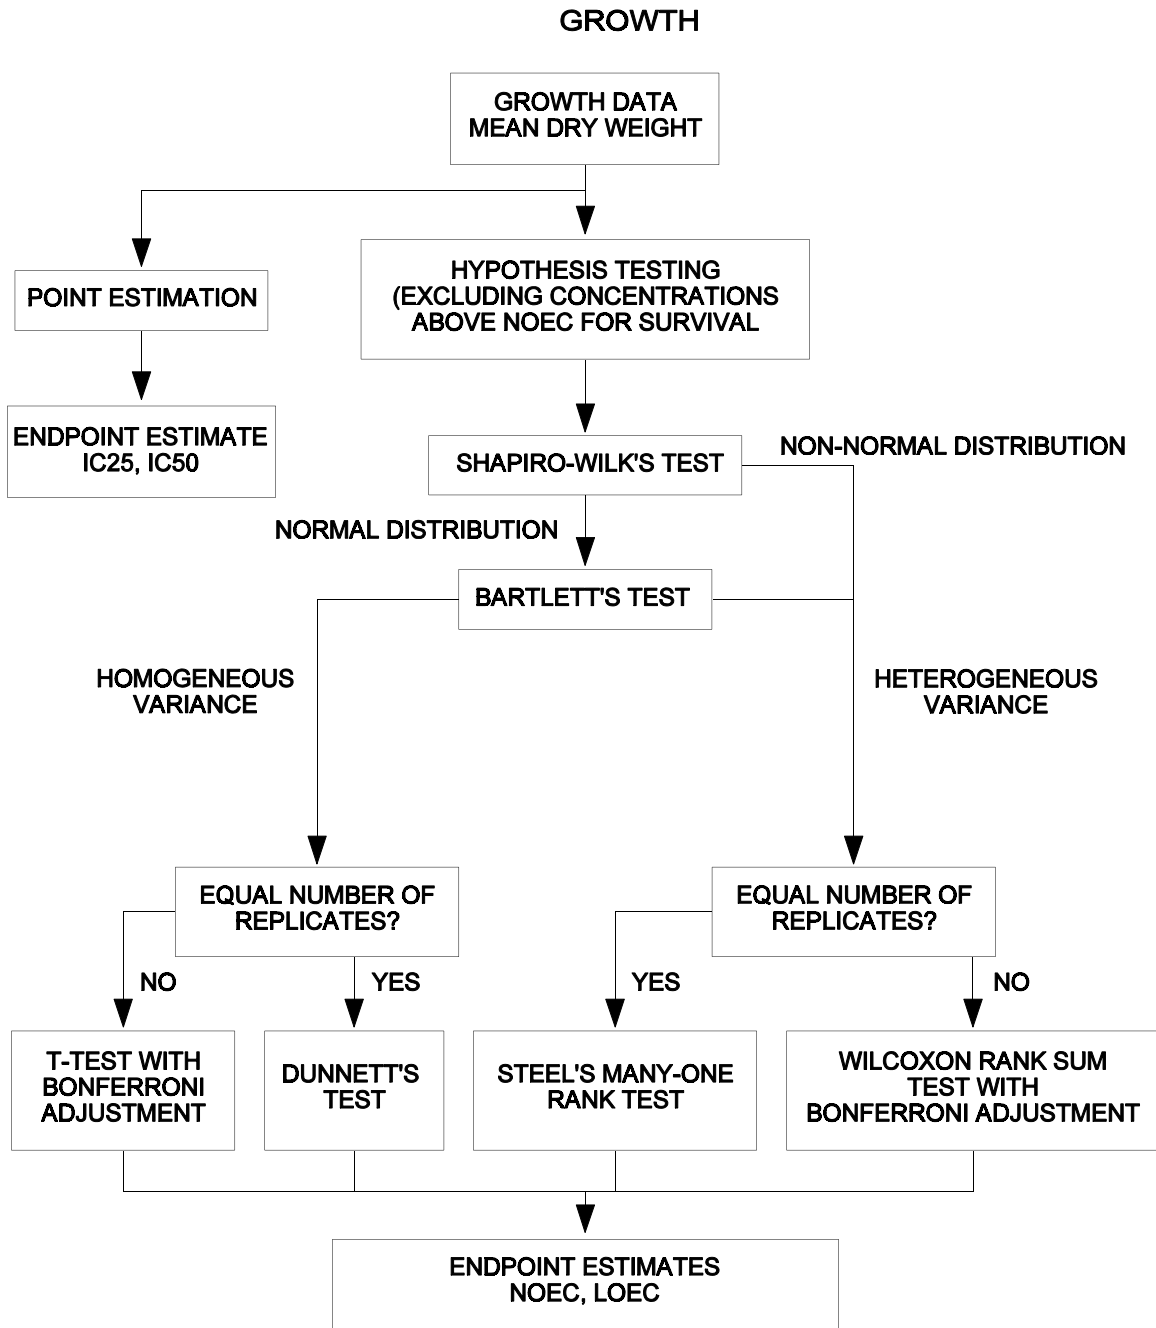 GROWTH
GROWTH DATA
MEAN DRY WEIGHT
POINT ESTIMATION
HYPOTHESIS TESTING
(EXCLUDING CONCENTRATIONS
ABOVE NOEC FOR SURVIVAL
ENDPOINT ESTIMATE
IC25, IC50
SHAPIRO-WILK'S TEST
NON-NORMAL DISTRIBUTION
NORMAL DISTRIBUTION
BARTLETT'S TEST
HOMOGENEOUS
VARIANCE
HETEROGENEOUS
VARIANCE
EQUAL NUMBER OF
REPLICATES?
EQUAL NUMBER OF
REPLICATES?
NO
YES
YES
NO
T-TEST WITH
BONFERRONI
ADJUSTMENT
DUNNETT'S
TEST
STEEL'S MANY-ONE
RANK TEST
WILCOXON RANK SUM
TEST WITH
BONFERRONI ADJUSTMENT
ENDPOINT ESTIMATES
NOEC, LOEC